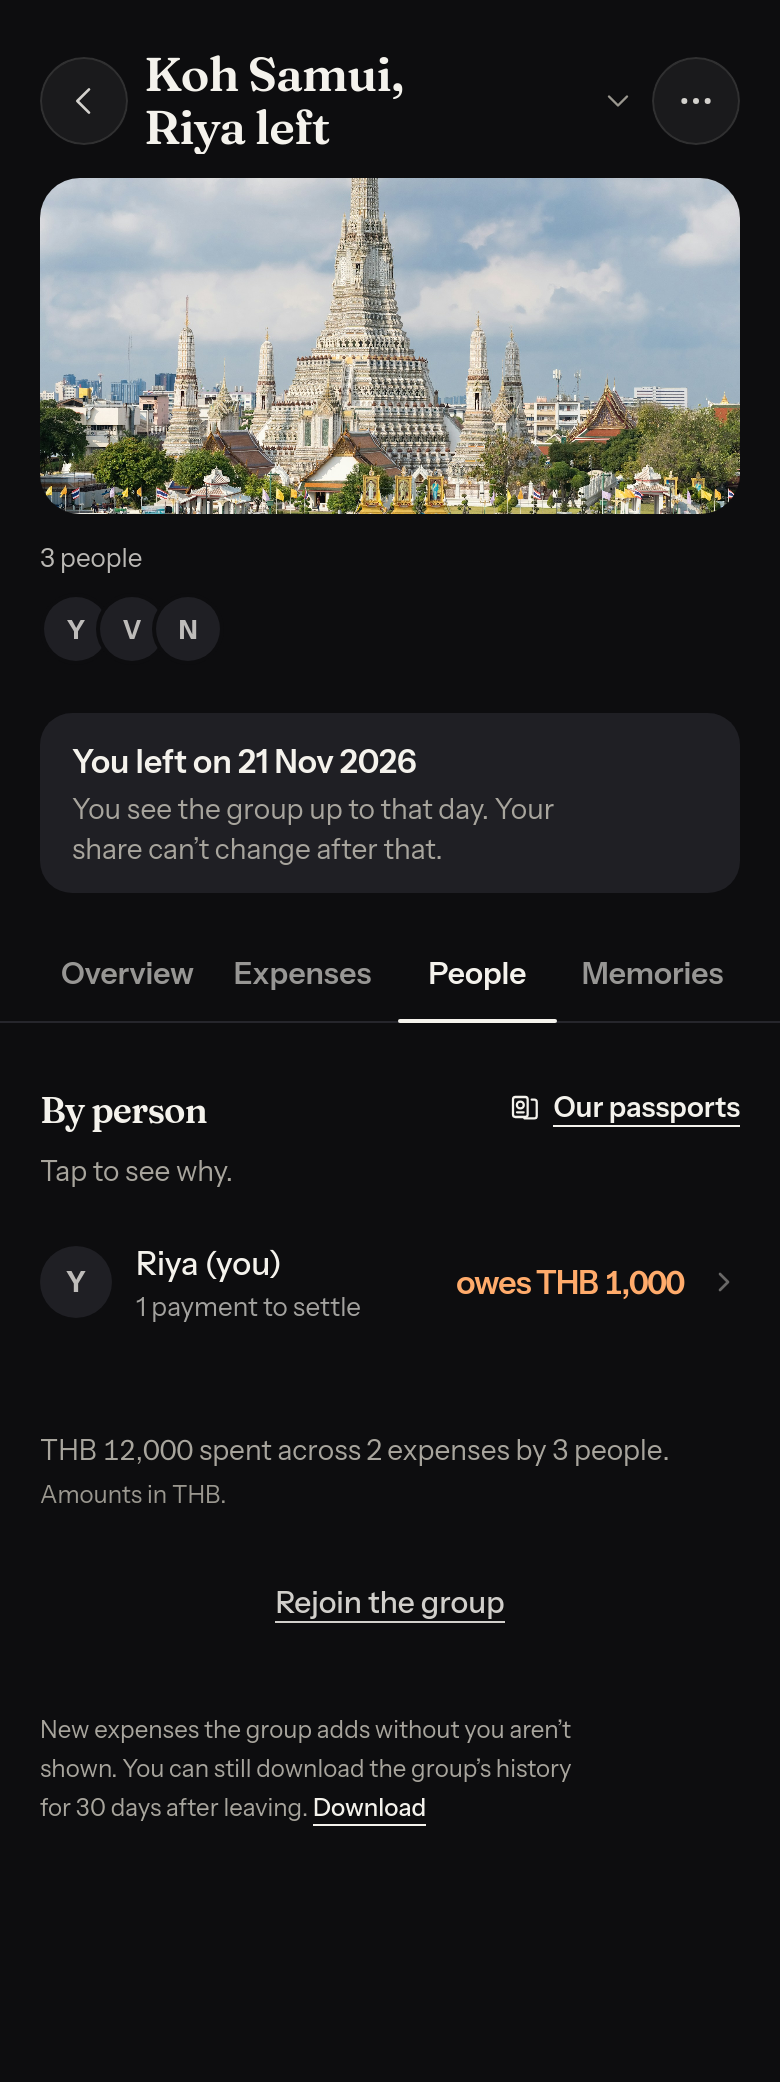 Koh Samui,
Riya left
3 people
Y V N
You left on 21 Nov 2026
You see the group up to that day. Your
share can’t change after that.
Overview Expenses People Memories
By person Our passports
Tap to see why.
Y Riya (you) owes THB 1,000
1 payment to settle
THB 12,000 spent across 2 expenses by 3 people.
Amounts in THB.
Rejoin the group
New expenses the group adds without you aren’t
shown. You can still download the group’s history
for 30 days after leaving. Download